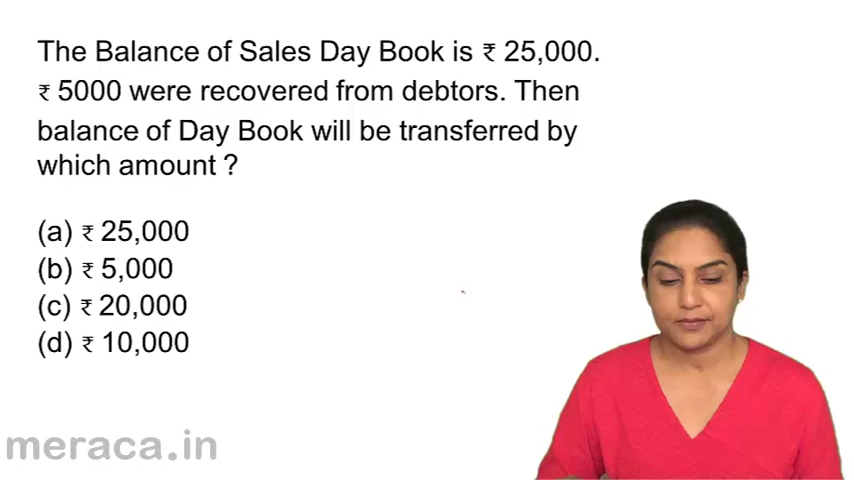 The Balance of Sales Day Book is ₹ 25,000.
₹ 5000 were recovered from debtors. Then
balance of Day Book will be transferred by
which amount ?
(a) ₹ 25,000
(b) ₹ 5,000
(c) ₹ 20,000
(d) ₹ 10,000
meraca.in